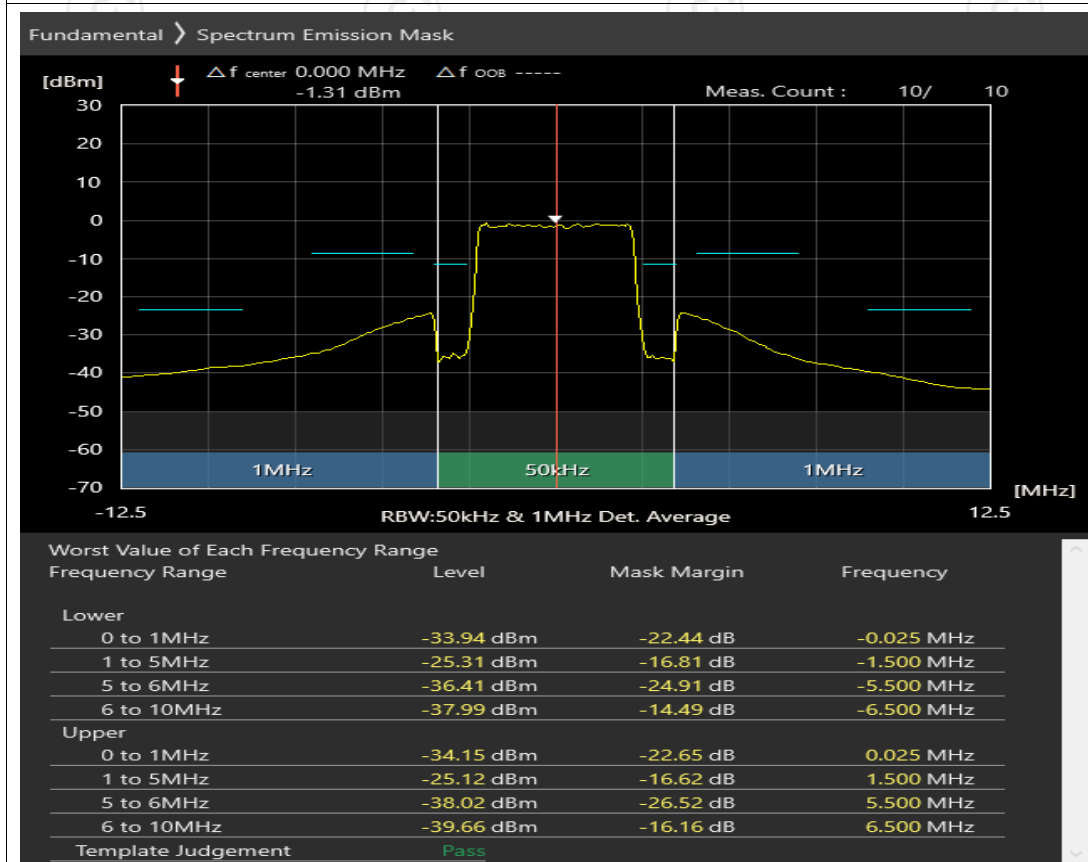 Fundamental ❯ Spectrum Emission Mask
[dBm] △f center 0.000 MHz △f OOB -----
-1.31 dBm Meas. Count : 10/ 10
30
20
10
0
-10
-20
-30
-40
-50
-60
1MHz 50kHz 1MHz
-70 [MHz]
-12.5 RBW:50kHz & 1MHz Det. Average 12.5
Worst Value of Each Frequency Range
Frequency Range Level Mask Margin Frequency
Lower
0 to 1MHz -33.94 dBm -22.44 dB -0.025 MHz
1 to 5MHz -25.31 dBm -16.81 dB -1.500 MHz
5 to 6MHz -36.41 dBm -24.91 dB -5.500 MHz
6 to 10MHz -37.99 dBm -14.49 dB -6.500 MHz
Upper
0 to 1MHz -34.15 dBm -22.65 dB 0.025 MHz
1 to 5MHz -25.12 dBm -16.62 dB 1.500 MHz
5 to 6MHz -38.02 dBm -26.52 dB 5.500 MHz
6 to 10MHz -39.66 dBm -16.16 dB 6.500 MHz
Template Judgement Pass